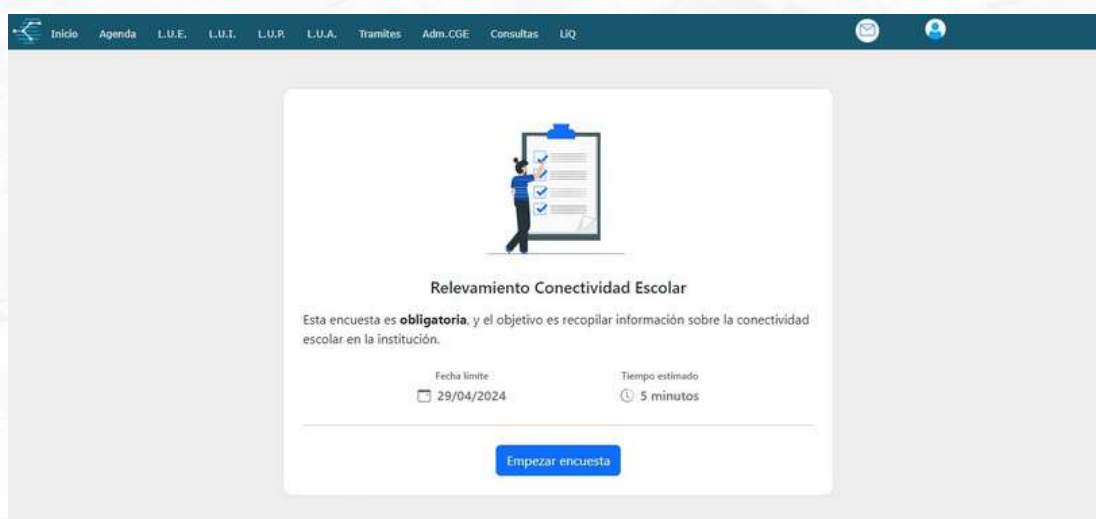 Inicio Agenda L.U.E. L.U.I. L.U.P. L.U.A. Tramites Adm.CGE Consultas LIQ
Relevamiento Conectividad Escolar
Esta encuesta es obligatoria, y el objetivo es recopilar información sobre la conectividad
escolar en la institución.
Fecha límite Tiempo estimado
29/04/2024 5 minutos
Empezar encuesta